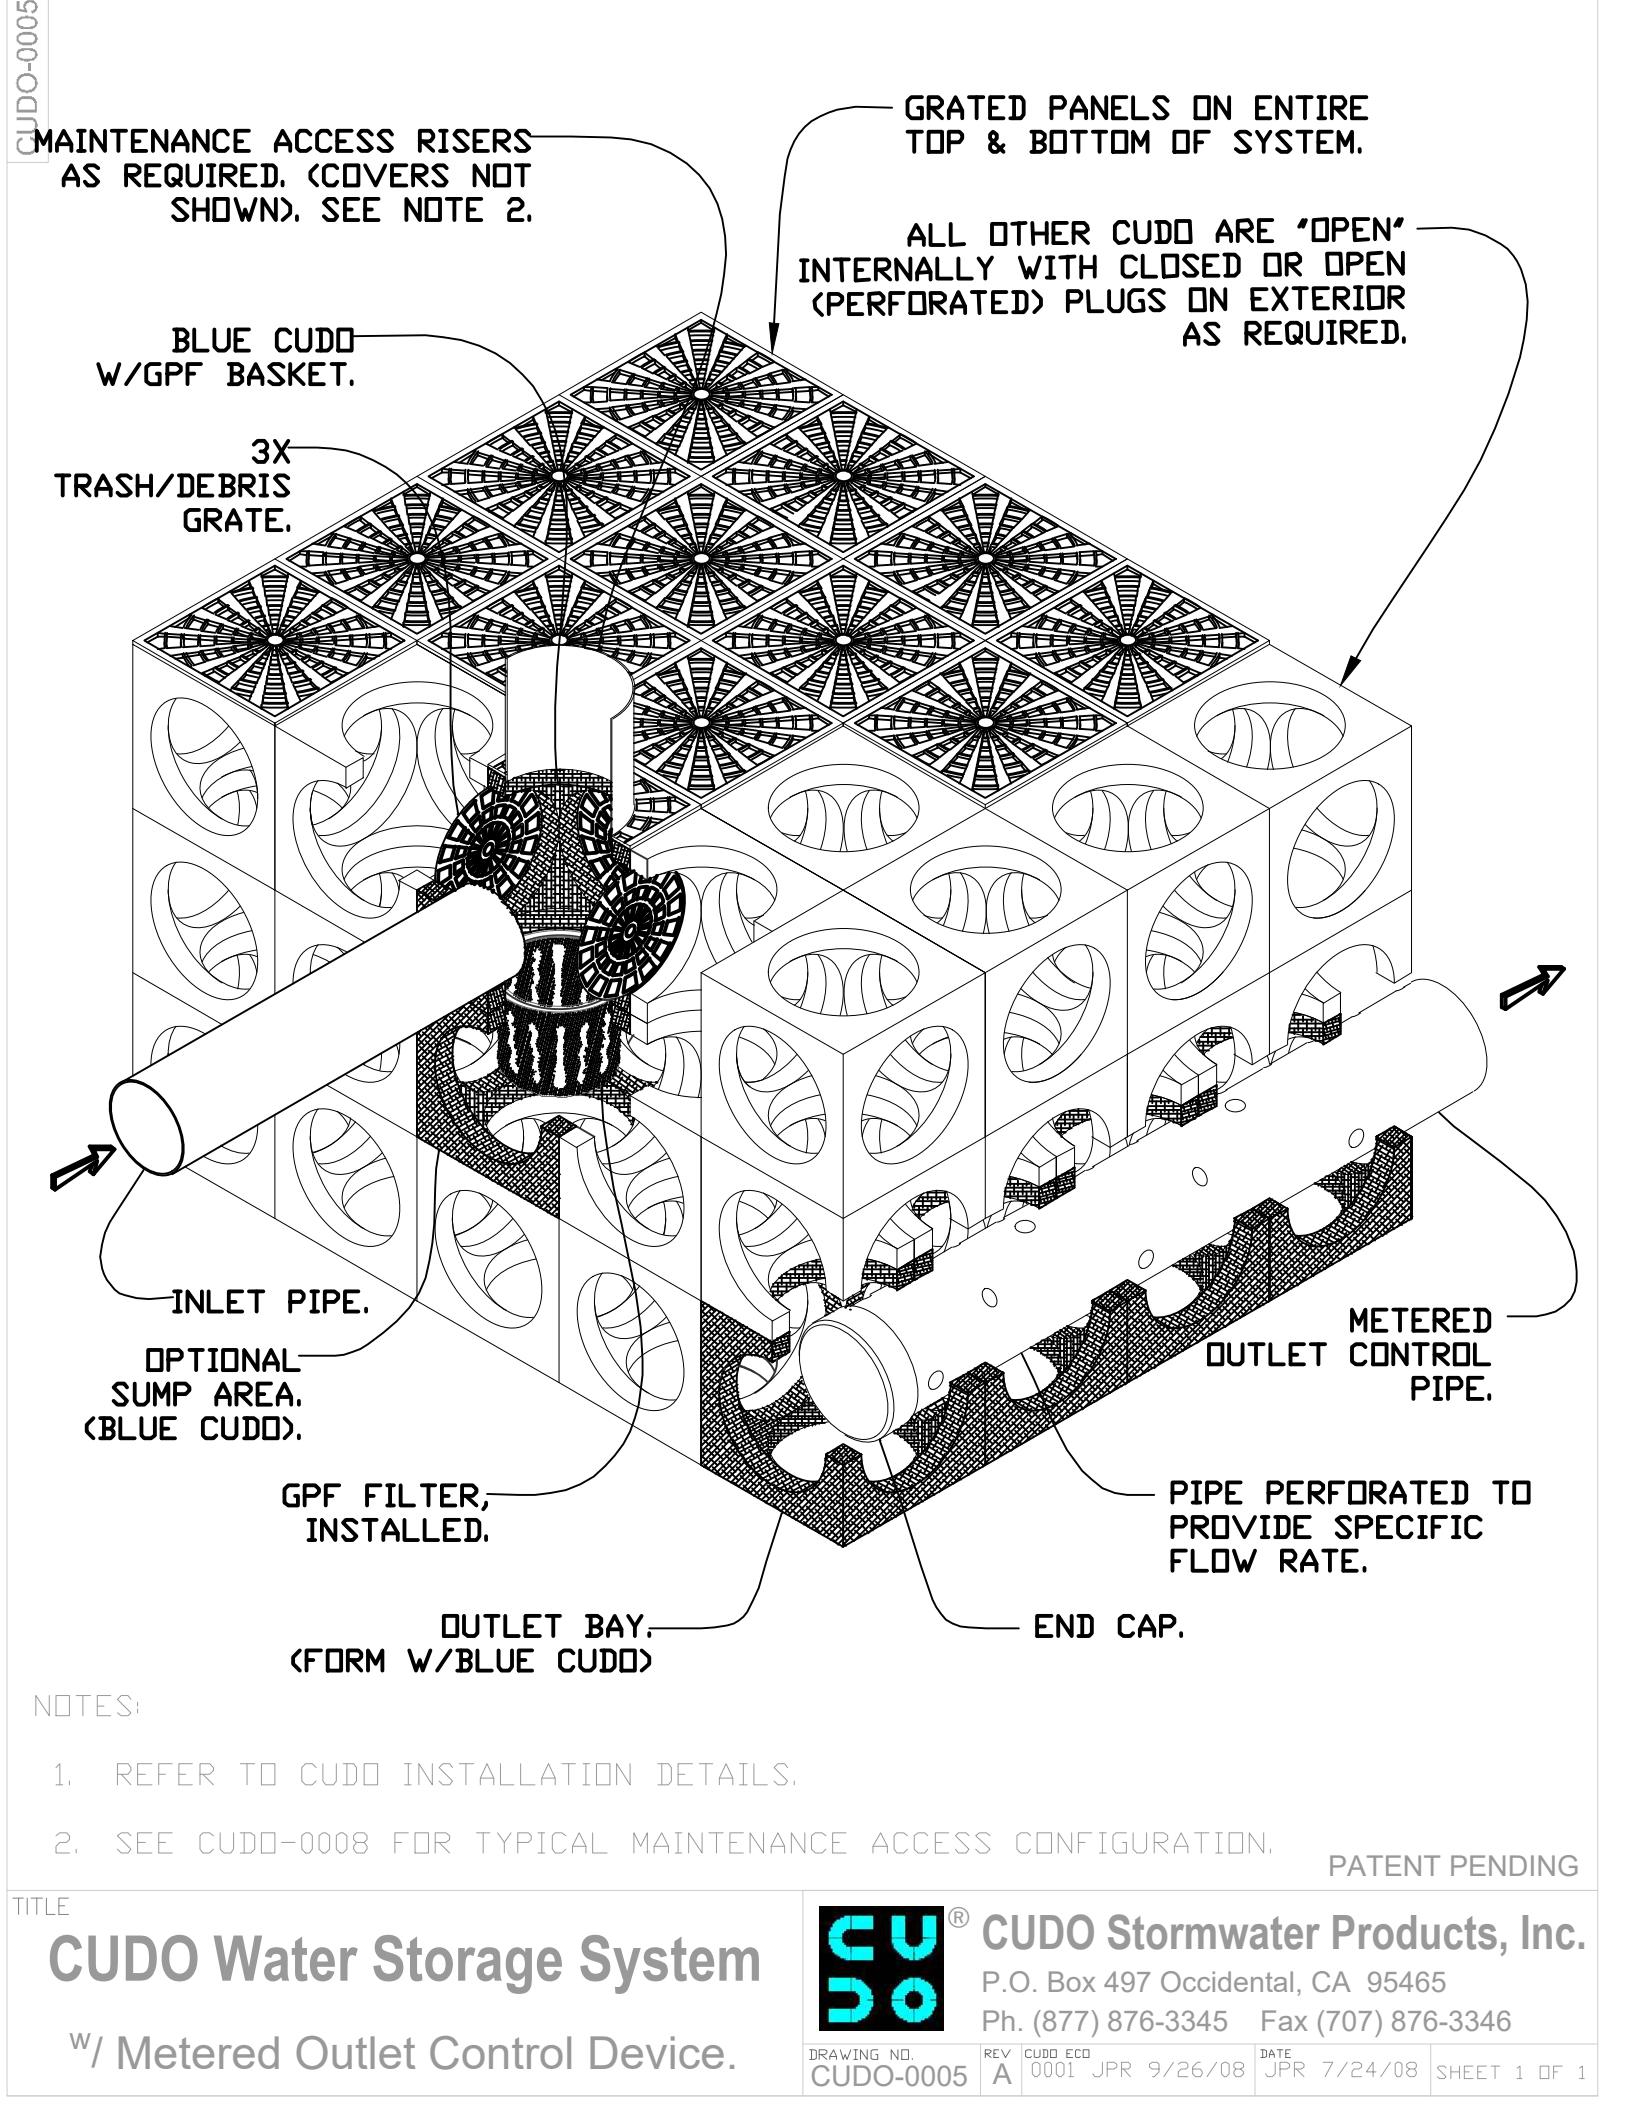 CUDO-0005
MAINTENANCE ACCESS RISERS
AS REQUIRED. (COVERS NOT
SHOWN). SEE NOTE 2.
GRATED PANELS ON ENTIRE
TOP & BOTTOM OF SYSTEM.
ALL OTHER CUDO ARE "OPEN"
INTERNALLY WITH CLOSED OR OPEN
(PERFORATED) PLUGS ON EXTERIOR
AS REQUIRED.
BLUE CUDO
W/GPF BASKET.
3X
TRASH/DEBRIS
GRATE.
INLET PIPE.
OPTIONAL
SUMP AREA.
(BLUE CUDO).
METERED
OUTLET CONTROL
PIPE.
GPF FILTER,
INSTALLED.
PIPE PERFORATED TO
PROVIDE SPECIFIC
FLOW RATE.
OUTLET BAY.
(FORM W/BLUE CUDO)
END CAP.
NOTES:
1. REFER TO CUDO INSTALLATION DETAILS.
2. SEE CUDO-0008 FOR TYPICAL MAINTENANCE ACCESS CONFIGURATION.
PATENT PENDING
TITLE
CUDO Water Storage System
w/ Metered Outlet Control Device.
CU
DO
®
CUDO Stormwater Products, Inc.
P.O. Box 497 Occidental, CA 95465
Ph. (877) 876-3345 Fax (707) 876-3346
DRAWING NO.
CUDO-0005
REV
A
CUDO ECO
0001 JPR 9/26/08
DATE
JPR 7/24/08
SHEET 1 OF 1